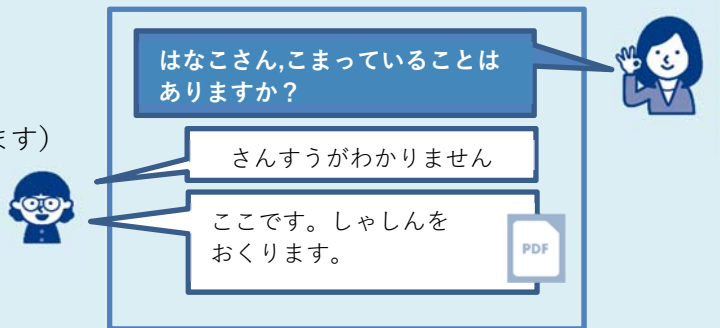 はなこさん,こまっていることは
ありますか？
ます）
さんすうがわかりません
ここです。しゃしんを
おくります。
PDF